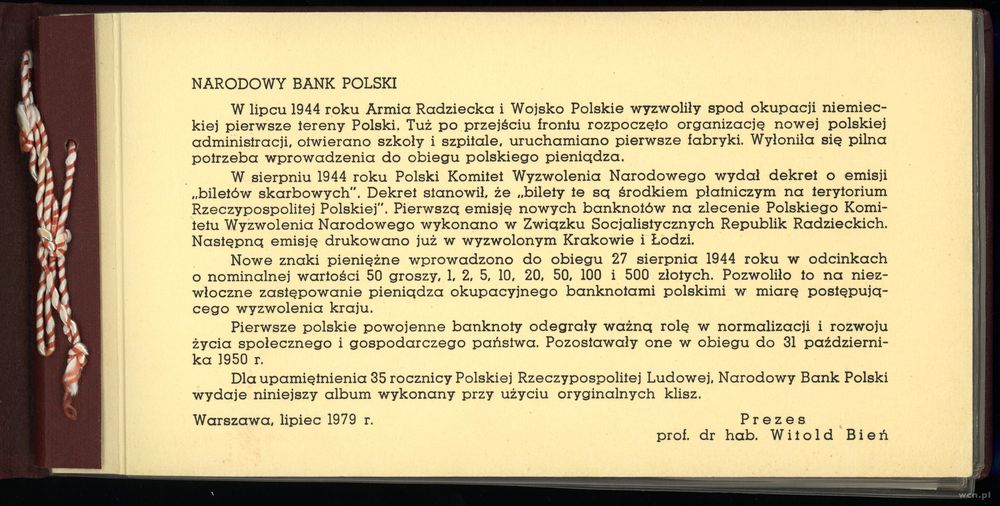 NARODOWY BANK POLSKI
W lipcu 1944 roku Armia Radziecka i Wojsko Polskie wyzwoliły spod okupacji niemiec-
kiej pierwsze tereny Polski. Tuż po przejściu frontu rozpoczęto organizację nowej polskiej
administracji, otwierano szkoły i szpitale, uruchamiano pierwsze fabryki. Wyłoniła się pilna
potrzeba wprowadzenia do obiegu polskiego pieniądza.
W sierpniu 1944 roku Polski Komitet Wyzwolenia Narodowego wydał dekret o emisji
„biletów skarbowych". Dekret stanowił, że „bilety te są środkiem płatniczym na terytorium
Rzeczypospolitej Polskiej". Pierwszą emisję nowych banknotów na zlecenie Polskiego Komi-
tetu Wyzwolenia Narodowego wykonano w Związku Socjalistycznych Republik Radzieckich.
Następną emisję drukowano już w wyzwolonym Krakowie i Łodzi.
Nowe znaki pieniężne wprowadzono do obiegu 27 sierpnia 1944 roku w odcinkach
o nominalnej wartości 50 groszy, 1, 2, 5, 10, 20, 50, 100 i 500 złotych. Pozwoliło to na niez-
włoczne zastępowanie pieniądza okupacyjnego banknotami polskimi w miarę postępują-
cego wyzwolenia kraju.
Pierwsze polskie powojenne banknoty odegrały ważną rolę w normalizacji i rozwoju
życia społecznego i gospodarczego państwa. Pozostawały one w obiegu do 31 październi-
ka 1950 r.
Dla upamiętnienia 35 rocznicy Polskiej Rzeczypospolitej Ludowej, Narodowy Bank Polski
wydaje niniejszy album wykonany przy użyciu oryginalnych klisz.
Warszawa, lipiec 1979 r.
Prezes
prof. dr hab. Witold Bień
wcn.pl